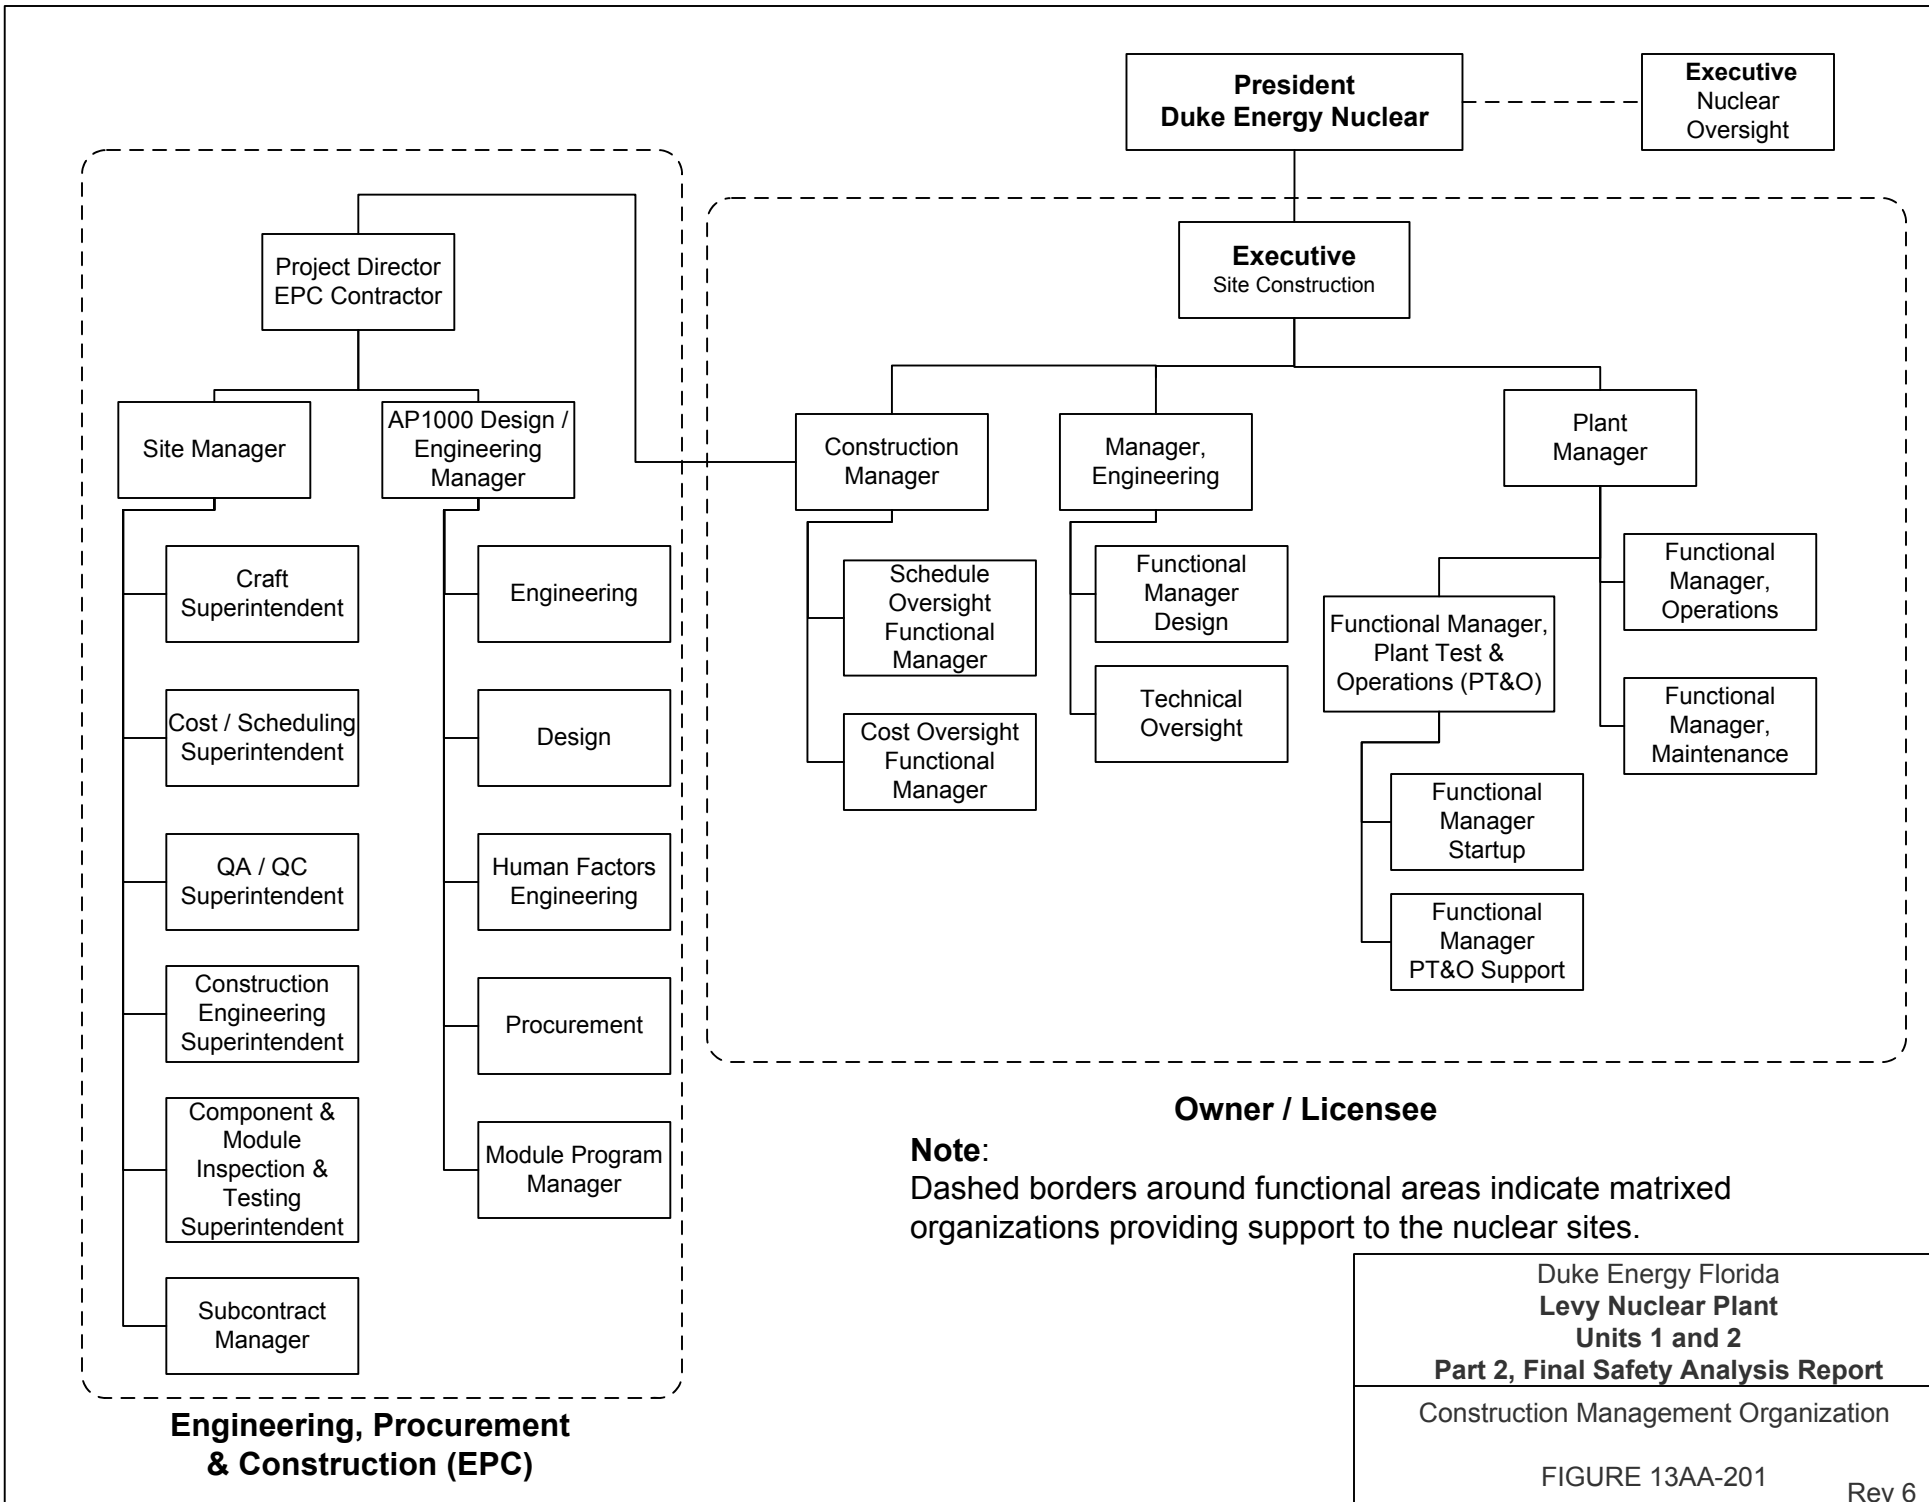 President
Duke Energy Nuclear
Executive
Nuclear
Oversight
Project Director
EPC Contractor
Site Manager
AP1000 Design /
Engineering
Manager
Craft
Superintendent
Cost / Scheduling
Superintendent
QA / QC
Superintendent
Construction
Engineering
Superintendent
Component &
Module
Inspection &
Testing
Superintendent
Subcontract
Manager
Engineering
Design
Human Factors
Engineering
Procurement
Module Program
Manager
Engineering, Procurement
& Construction (EPC)
Executive
Site Construction
Construction
Manager
Manager,
Engineering
Plant
Manager
Schedule
Oversight
Functional
Manager
Cost Oversight
Functional
Manager
Functional
Manager
Design
Technical
Oversight
Functional Manager,
Plant Test &
Operations (PT&O)
Functional
Manager
Startup
Functional
Manager
PT&O Support
Functional
Manager,
Operations
Functional
Manager,
Maintenance
Owner / Licensee
Note:
Dashed borders around functional areas indicate matrixed
organizations providing support to the nuclear sites.
Duke Energy Florida
Levy Nuclear Plant
Units 1 and 2
Part 2, Final Safety Analysis Report
Construction Management Organization
FIGURE 13AA-201
Rev 6